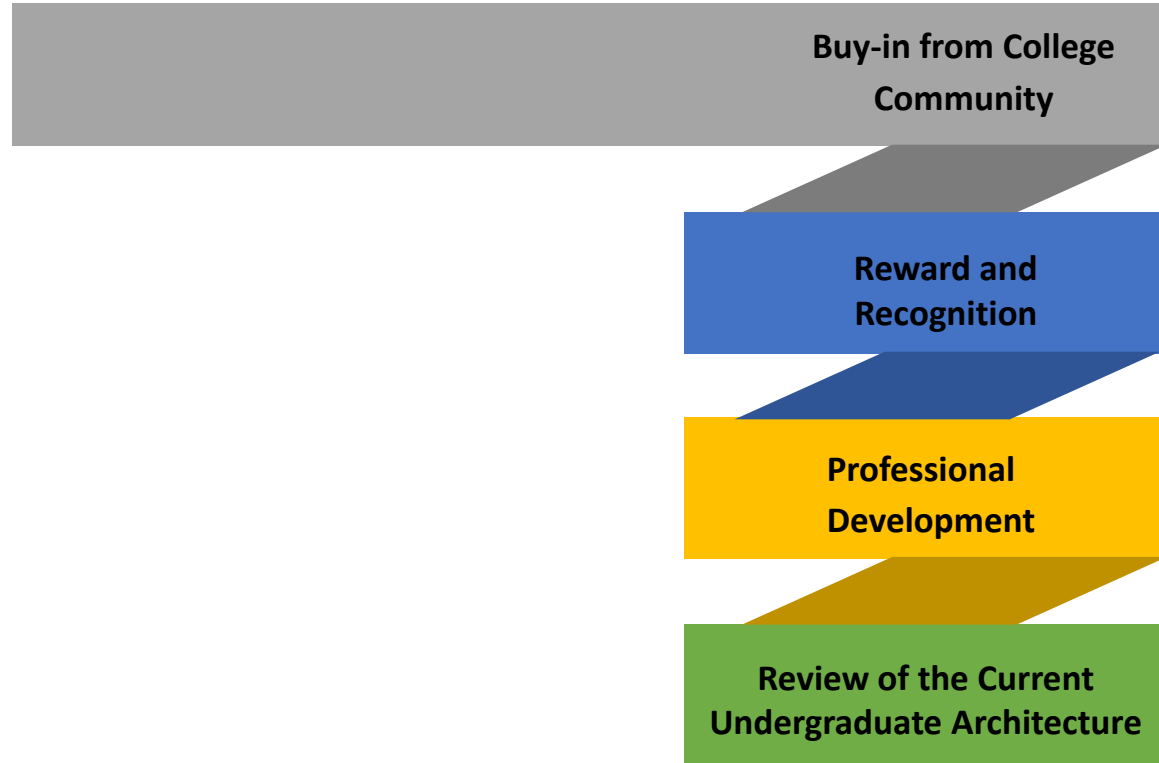 Buy-in from College
Community
Reward and
Recognition
Professional
Development
Review of the Current
Undergraduate Architecture